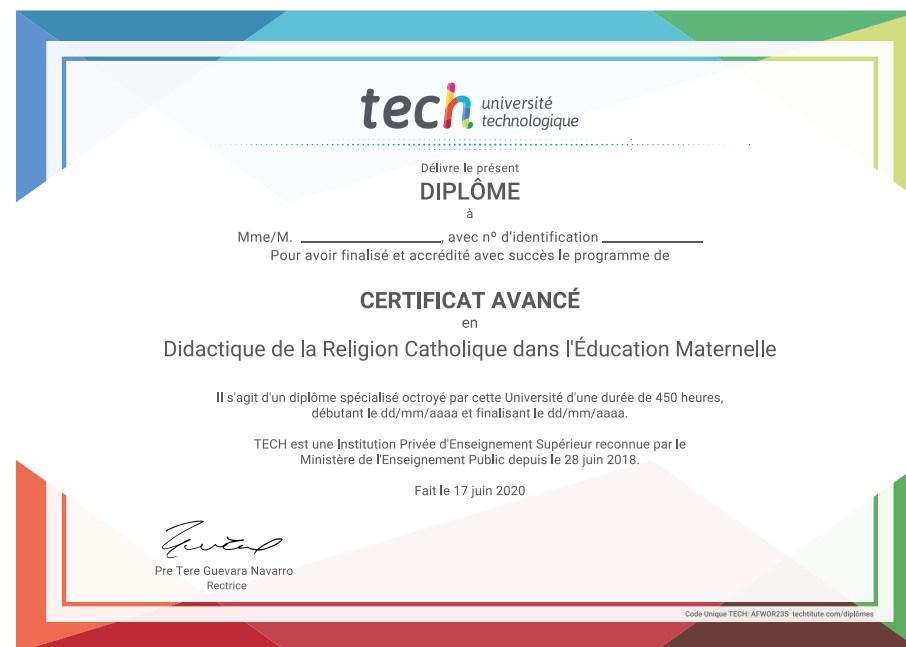 tech université
technologique
Délivre le présent
DIPLÔME
à
Mme/M. ____________________, avec nº d'identification ______________
Pour avoir finalisé et accrédité avec succès le programme de
CERTIFICAT AVANCÉ
en
Didactique de la Religion Catholique dans l'Éducation Maternelle
Il s'agit d'un diplôme spécialisé octroyé par cette Université d'une durée de 450 heures,
débutant le dd/mm/aaaa et finalisant le dd/mm/aaaa.
TECH est une Institution Privée d'Enseignement Supérieur reconnue par le
Ministère de l'Enseignement Public depuis le 28 juin 2018.
Fait le 17 juin 2020
Pre Tere Guevara Navarro
Rectrice
Code Unique TECH: AFWOR23S techtitute.com/diplômes